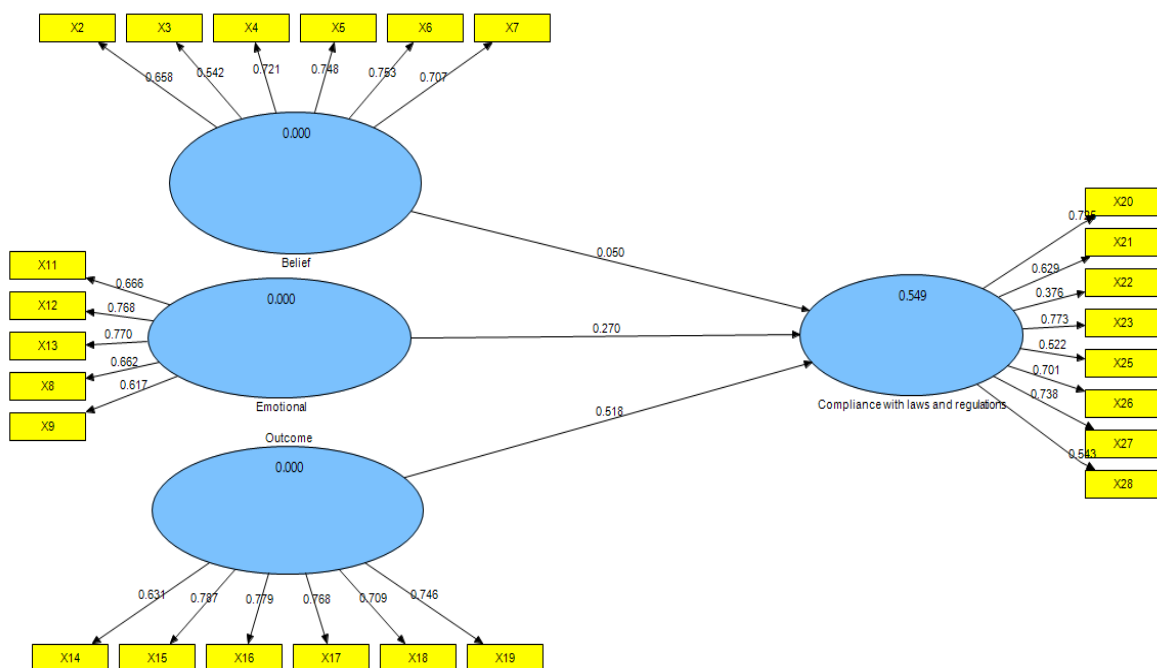 X2 X3 X4 X5 X6 X7
0.658 0.542 0.721 0.748 0.753 0.707
0.000
Belief
0.050
X11
0.666
X12
0.768
X13
0.770
X8
0.662
X9
0.617
0.000
Emotional
0.270
Outcome
0.000
0.518
0.549
Compliance with laws and regulations
X20
X21
0.629
X22
0.376
X23
0.773
X25
0.522
X26
0.701
X27
0.738
X28
0.543
0.631 0.787 0.779 0.768 0.709 0.746
X14 X15 X16 X17 X18 X19